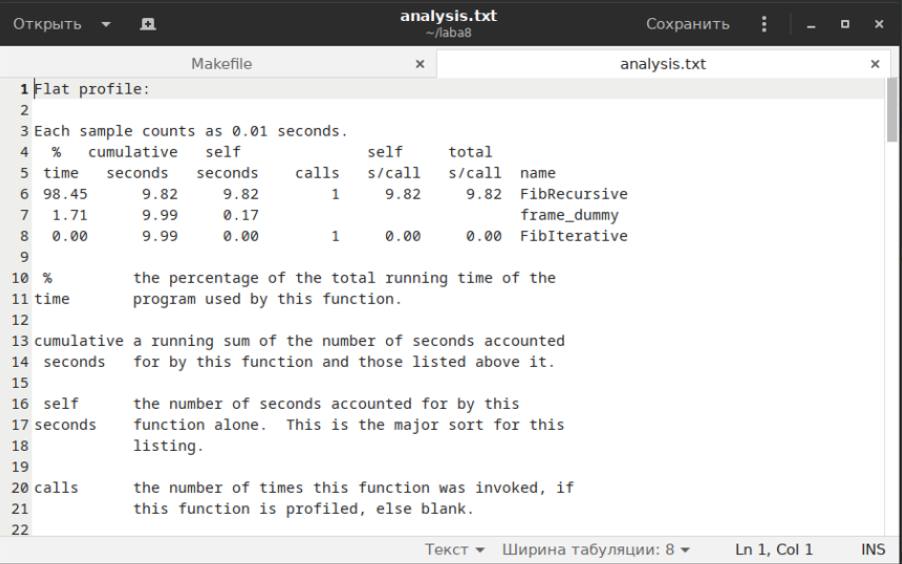 Открыть
analysis.txt
~/laba8
Сохранить
Makefile
analysis.txt
1 Flat profile:
2
3 Each sample counts as 0.01 seconds.
4   %   cumulative   self              self     total
5  time   seconds   seconds    calls   s/call   s/call  name
6  98.45      9.82     9.82        1     9.82     9.82  FibRecursive
7   1.71      9.99     0.17                             frame_dummy
8   0.00      9.99     0.00        1     0.00     0.00  FibIterative
9
10  %         the percentage of the total running time of the
11 time       program used by this function.
12
13 cumulative a running sum of the number of seconds accounted
14  seconds   for by this function and those listed above it.
15
16  self      the number of seconds accounted for by this
17 seconds    function alone.  This is the major sort for this
18            listing.
19
20 calls      the number of times this function was invoked, if
21            this function is profiled, else blank.
22
Текст Ширина табуляции: 8 Ln 1, Col 1 INS